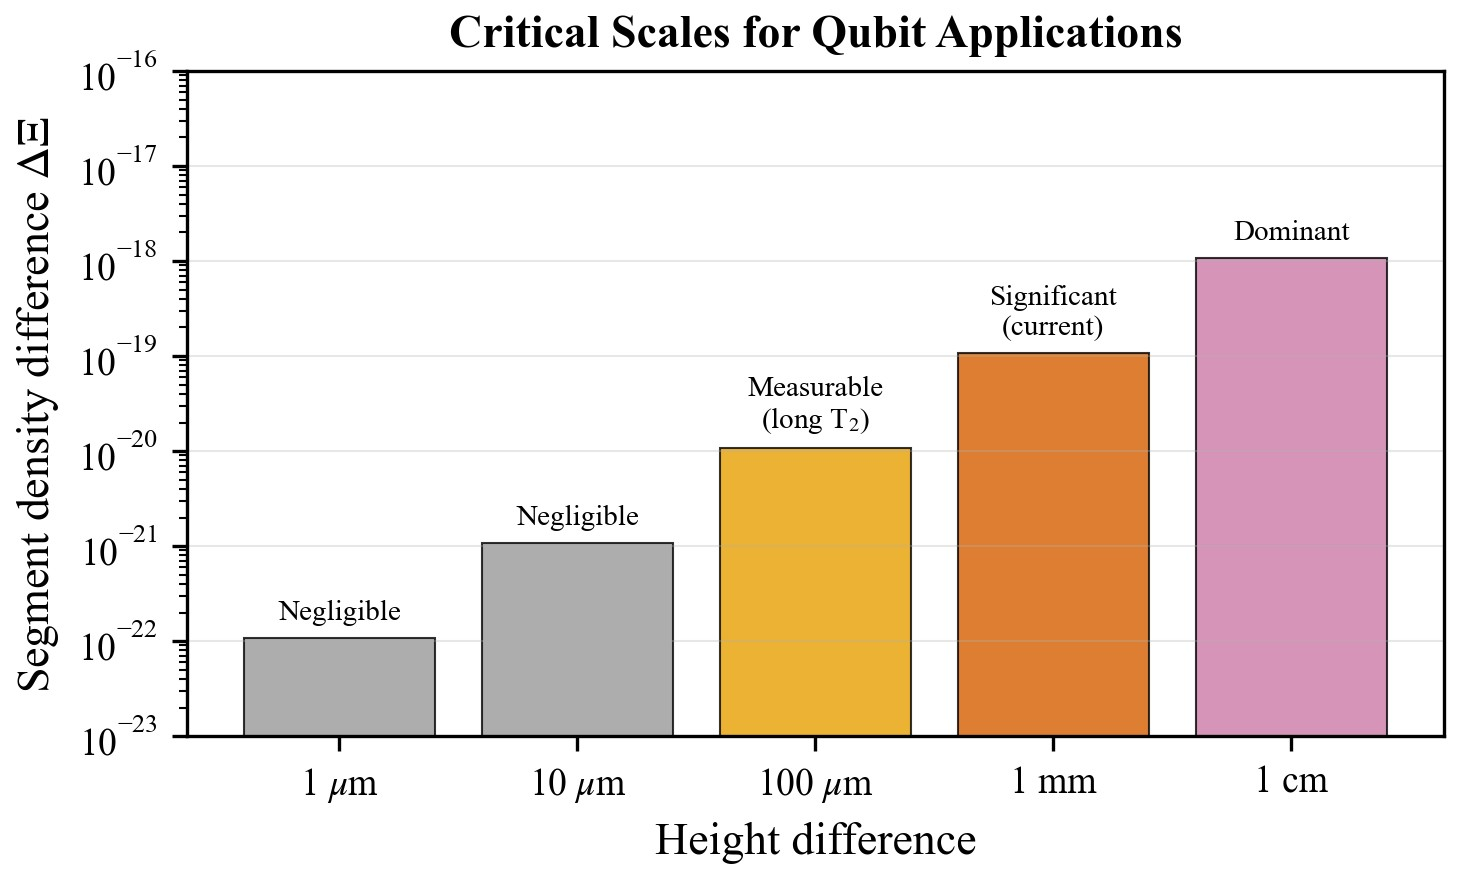 Critical Scales for Qubit Applications
Segment density difference ΔΞ
10⁻¹⁶
10⁻¹⁷
10⁻¹⁸
10⁻¹⁹
10⁻²⁰
10⁻²¹
10⁻²²
10⁻²³
Negligible
Negligible
Measurable
(long T₂)
Significant
(current)
Dominant
1 μm
10 μm
100 μm
1 mm
1 cm
Height difference